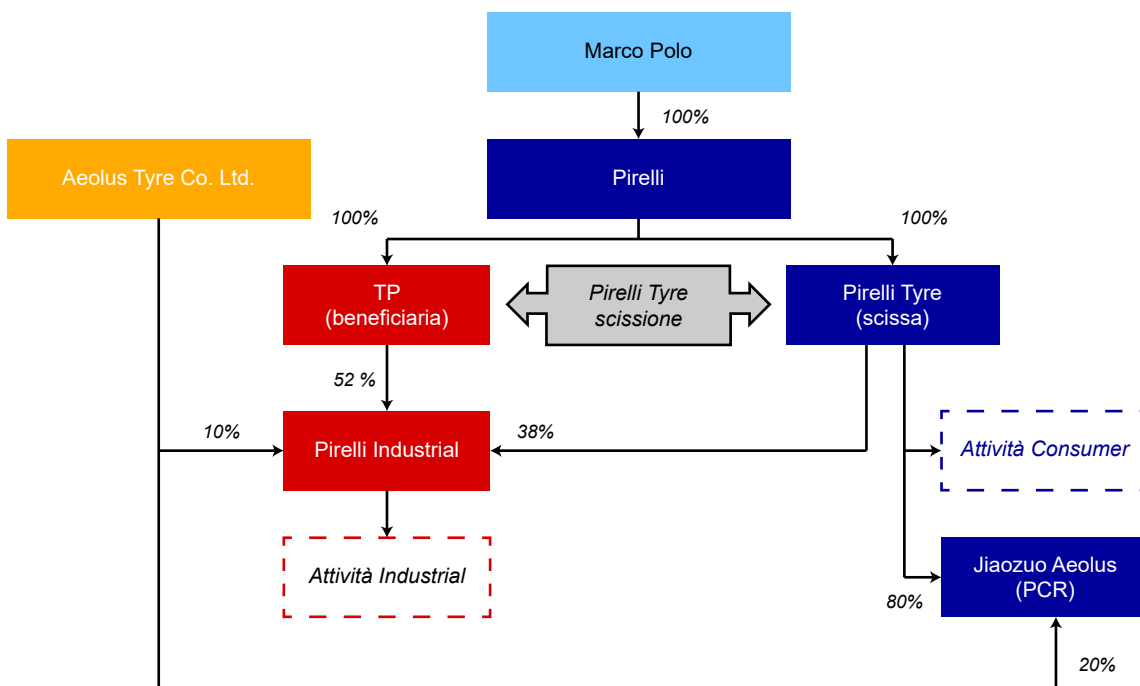 Marco Polo
100%
Aeolus Tyre Co. Ltd.
Pirelli
100%
100%
TP
(beneficiaria)
Pirelli Tyre
scissione
Pirelli Tyre
(scissa)
52 %
10%
Pirelli Industrial
38%
Attività Consumer
Attività Industrial
Jiaozuo Aeolus
(PCR)
80%
20%